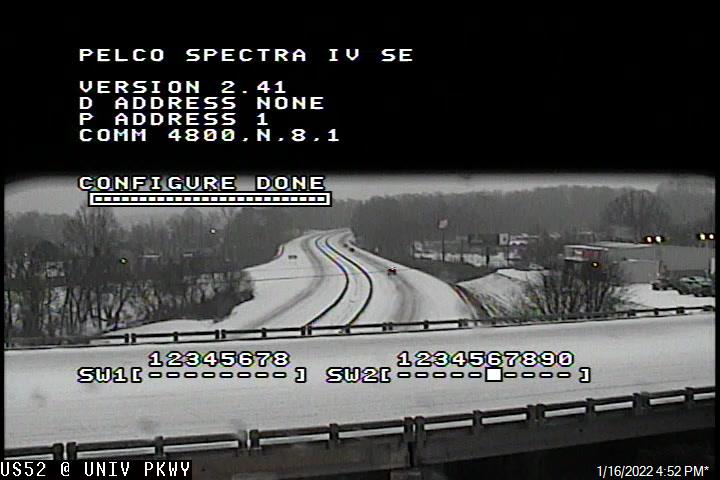 PELCO SPECTRA IV SE
VERSION 2.41
D ADDRESS NONE
P ADDRESS 1
COMM 4800,N,8,1
CONFIGURE DONE
12345678 1234567890
SW1[--------] SW2[-----■----]
US52 @ UNIV PKWY
1/16/2022 4:52 PM*